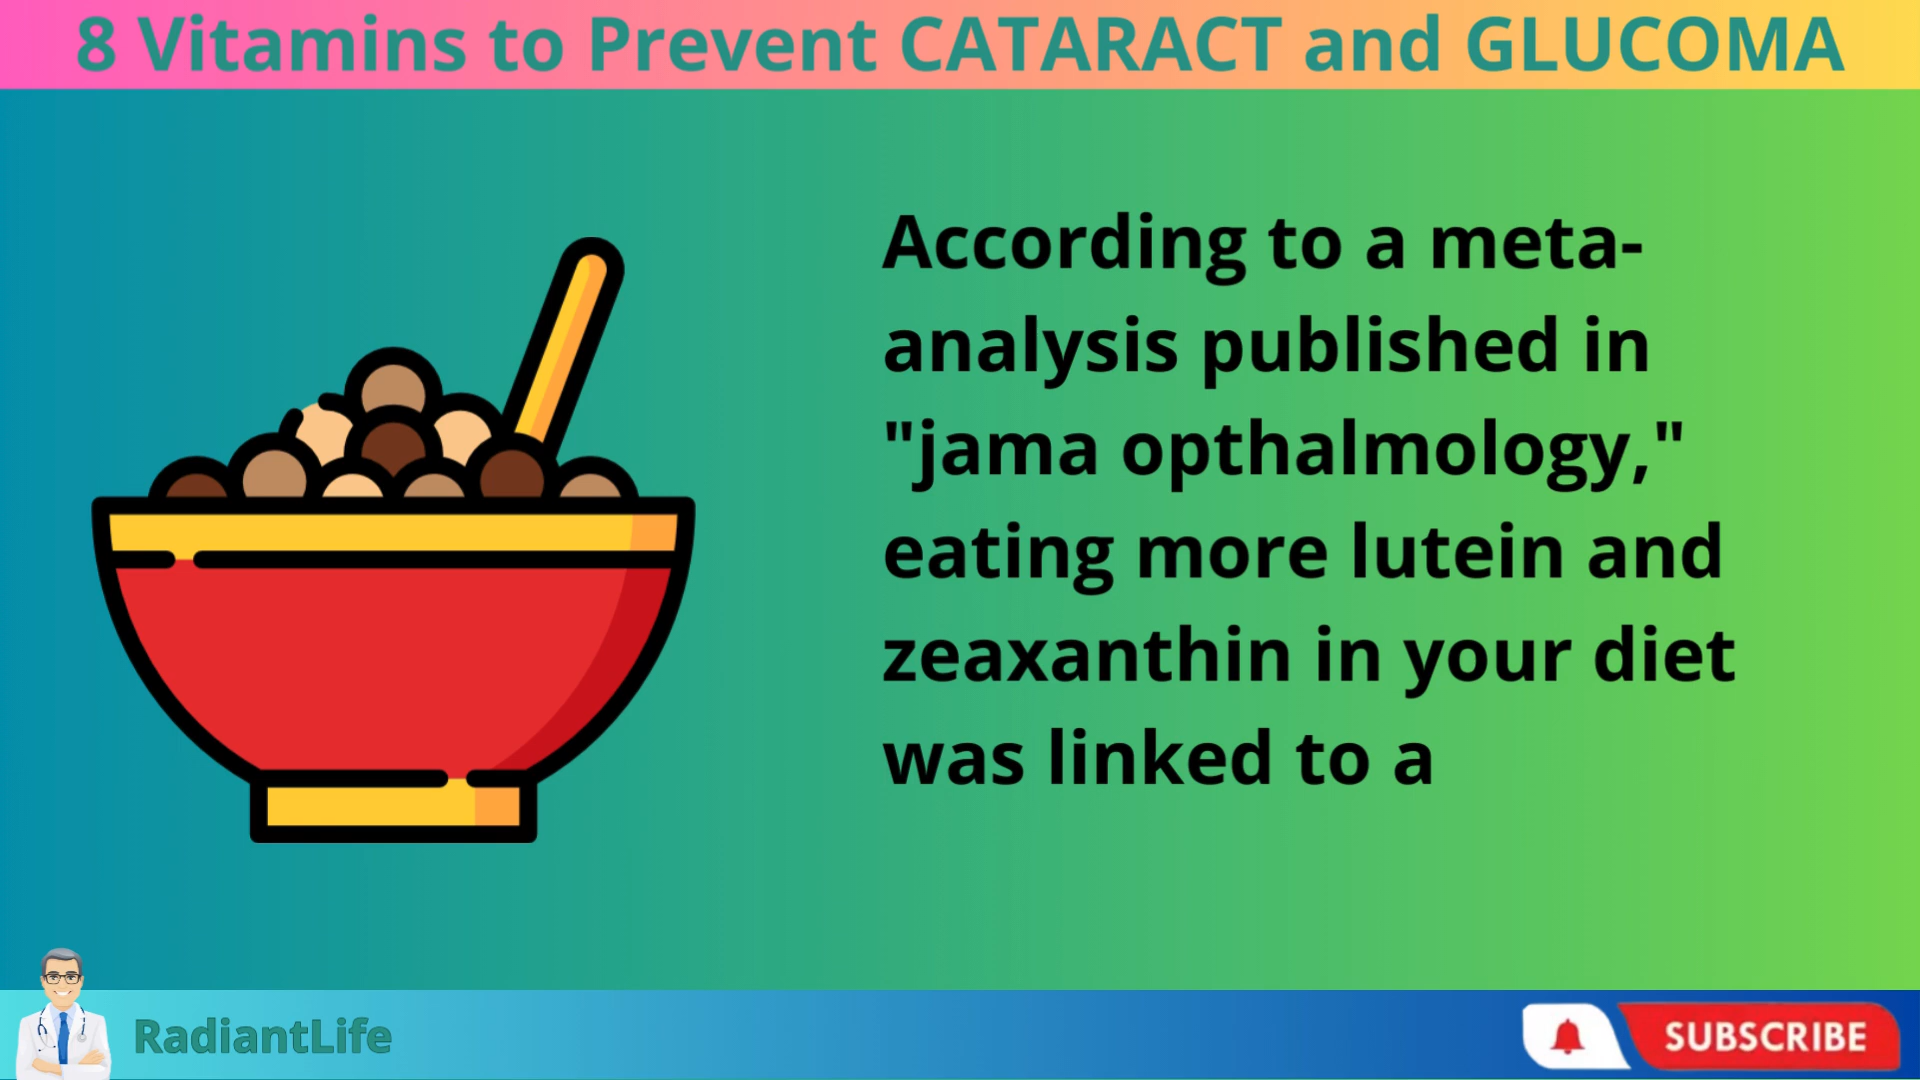 8 Vitamins to Prevent CATARACT and GLUCOMA
According to a meta-
analysis published in
"jama opthalmology,"
eating more lutein and
zeaxanthin in your diet
was linked to a
RadiantLife
SUBSCRIBE